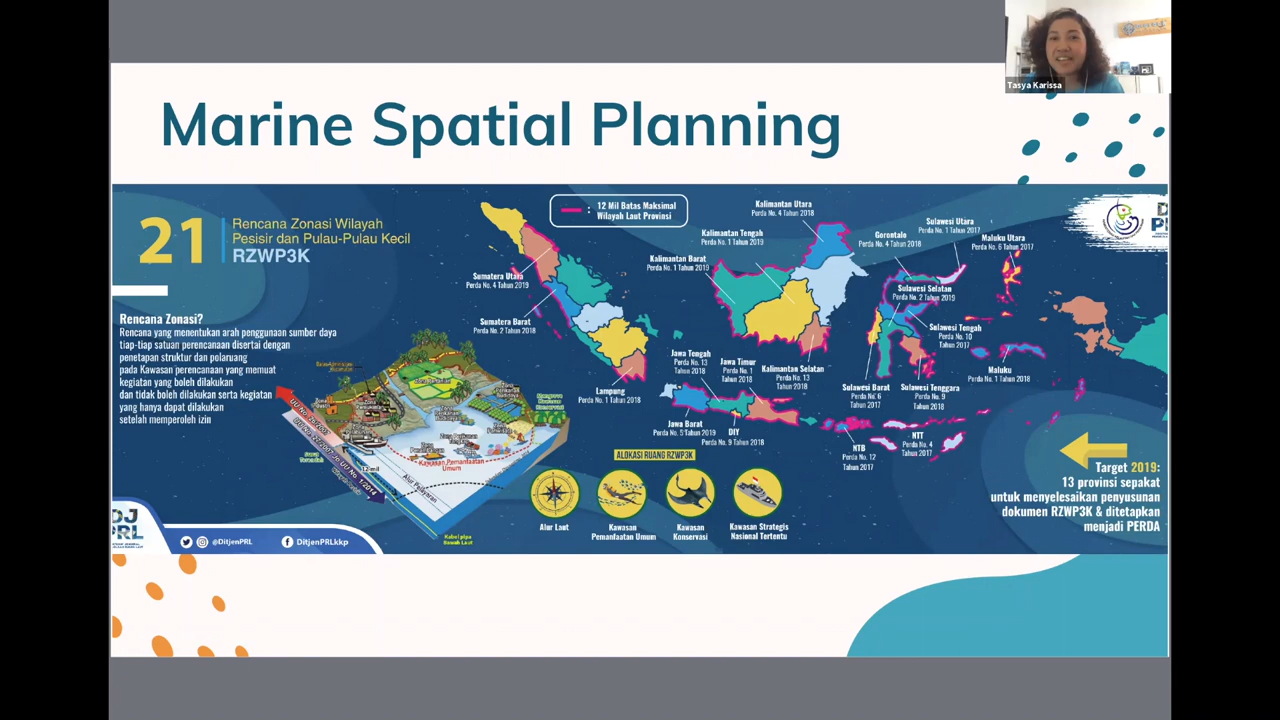 Tasya Karissa
Marine Spatial Planning
21
Rencana Zonasi Wilayah
Pesisir dan Pulau-Pulau Kecil
RZWP3K
Rencana Zonasi?
Rencana yang menentukan arah penggunaan sumber daya
tiap-tiap satuan perencanaan disertai dengan
penetapan struktur dan polaruang
pada Kawasan perencanaan yang memuat
kegiatan yang boleh dilakukan
dan tidak boleh dilakukan serta kegiatan
yang hanya dapat dilakukan
setelah memperoleh izin
: 12 Mil Batas Maksimal
Wilayah Laut Provinsi
Kalimantan Utara
Perda No. 4 Tahun 2018
Kalimantan Tengah
Perda No. 1 Tahun 2019
Kalimantan Barat
Perda No. 1 Tahun 2019
Gorontalo
Perda No. 4 Tahun 2018
Sulawesi Utara
Perda No. 1 Tahun 2017
Maluku Utara
Perda No. 6 Tahun 2017
Sumatera Utara
Perda No. 4 Tahun 2019
Sumatera Barat
Perda No. 2 Tahun 2018
Lampung
Perda No. 1 Tahun 2018
Sulawesi Selatan
Perda No. 2 Tahun 2019
Sulawesi Tengah
Perda No. 10
Tahun 2017
Jawa Tengah
Perda No. 13
Tahun 2018
Jawa Timur
Perda No. 1
Tahun 2018
Kalimantan Selatan
Perda No. 13
Tahun 2018
Sulawesi Barat
Perda No. 6
Tahun 2017
Sulawesi Tenggara
Perda No. 9
Tahun 2018
Maluku
Perda No. 1 Tahun 2018
Jawa Barat
Perda No. 5 Tahun 2019
DIY
Perda No. 9 Tahun 2018
NTB
Perda No. 12
Tahun 2017
NTT
Perda No. 4
Tahun 2017
Kawasan Pemanfaatan
Umum
12 mil
Alur Pelayaran
ALOKASI RUANG RZWP3K
Alur Laut
Kawasan
Pemanfaatan Umum
Kawasan
Konservasi
Kawasan Strategis
Nasional Tertentu
Target 2019:
13 provinsi sepakat
untuk menyelesaikan penyusunan
dokumen RZWP3K & ditetapkan
menjadi PERDA
DJ
PRL
@DitjenPRL
DitjenPRLkkp